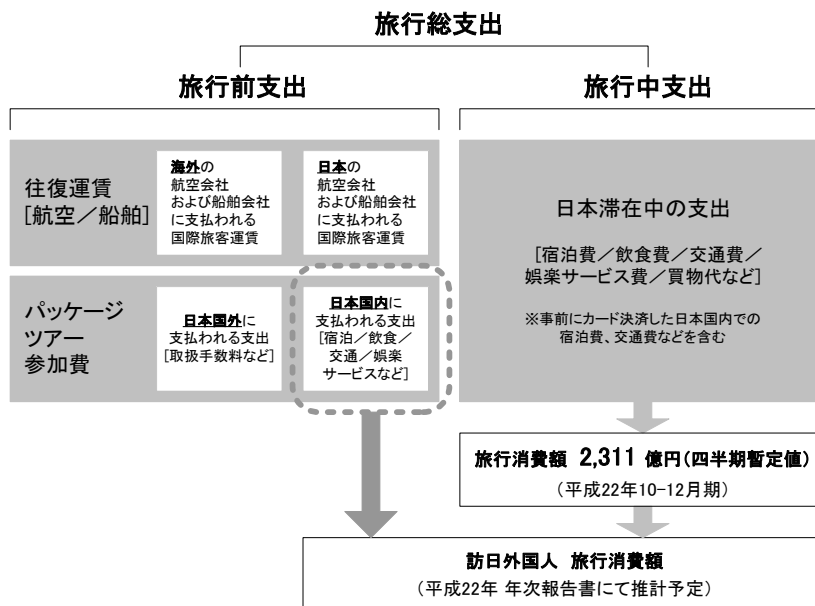 旅行総支出
旅行前支出
旅行中支出
往復運賃
[航空／船舶]
海外の
航空会社
および船舶会社
に支払われる
国際旅客運賃
日本の
航空会社
および船舶会社
に支払われる
国際旅客運賃
パッケージ
ツアー
参加費
日本国外に
支払われる支出
[取扱手数料など]
日本国内に
支払われる支出
[宿泊／飲食／
交通／娯楽
サービスなど]
日本滞在中の支出
[宿泊費／飲食費／交通費／
娯楽サービス費／買物代など]
※事前にカード決済した日本国内での
宿泊費、交通費などを含む
旅行消費額 2,311 億円(四半期暫定値)
（平成22年10-12月期）
訪日外国人 旅行消費額
（平成22年 年次報告書にて推計予定）